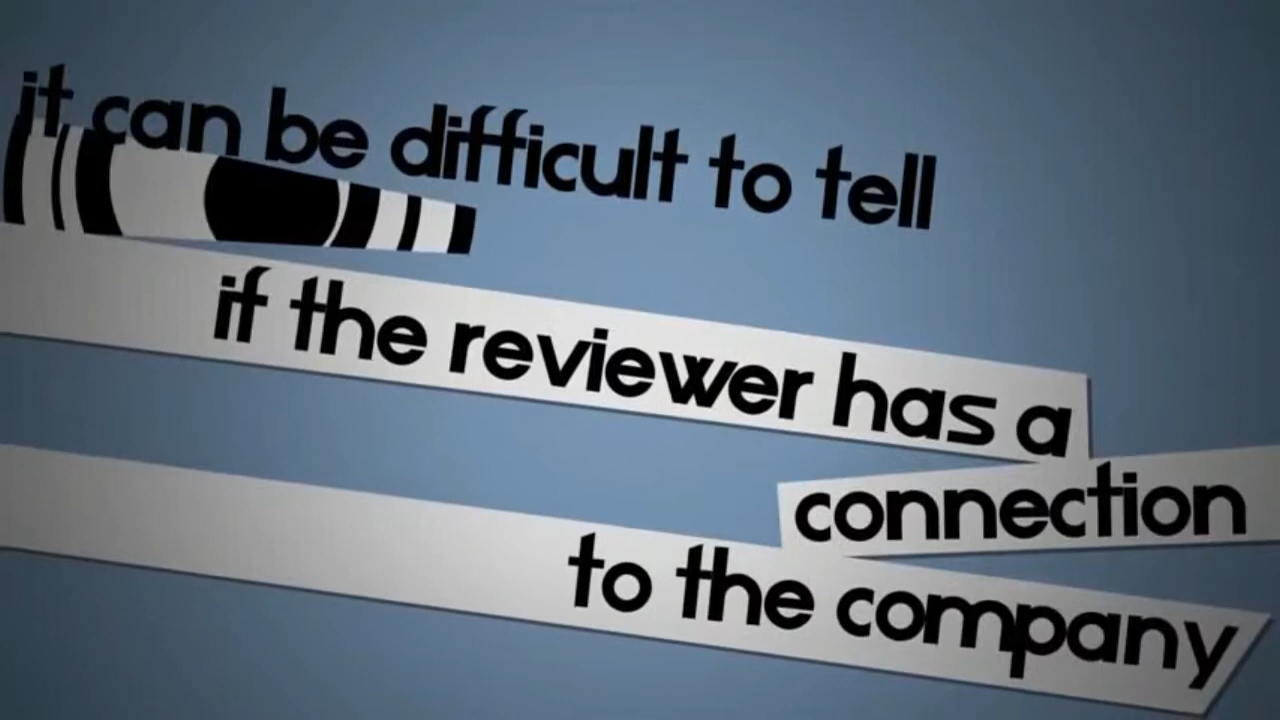 it can be difficult to tell
if the reviewer has a
connection
to the company